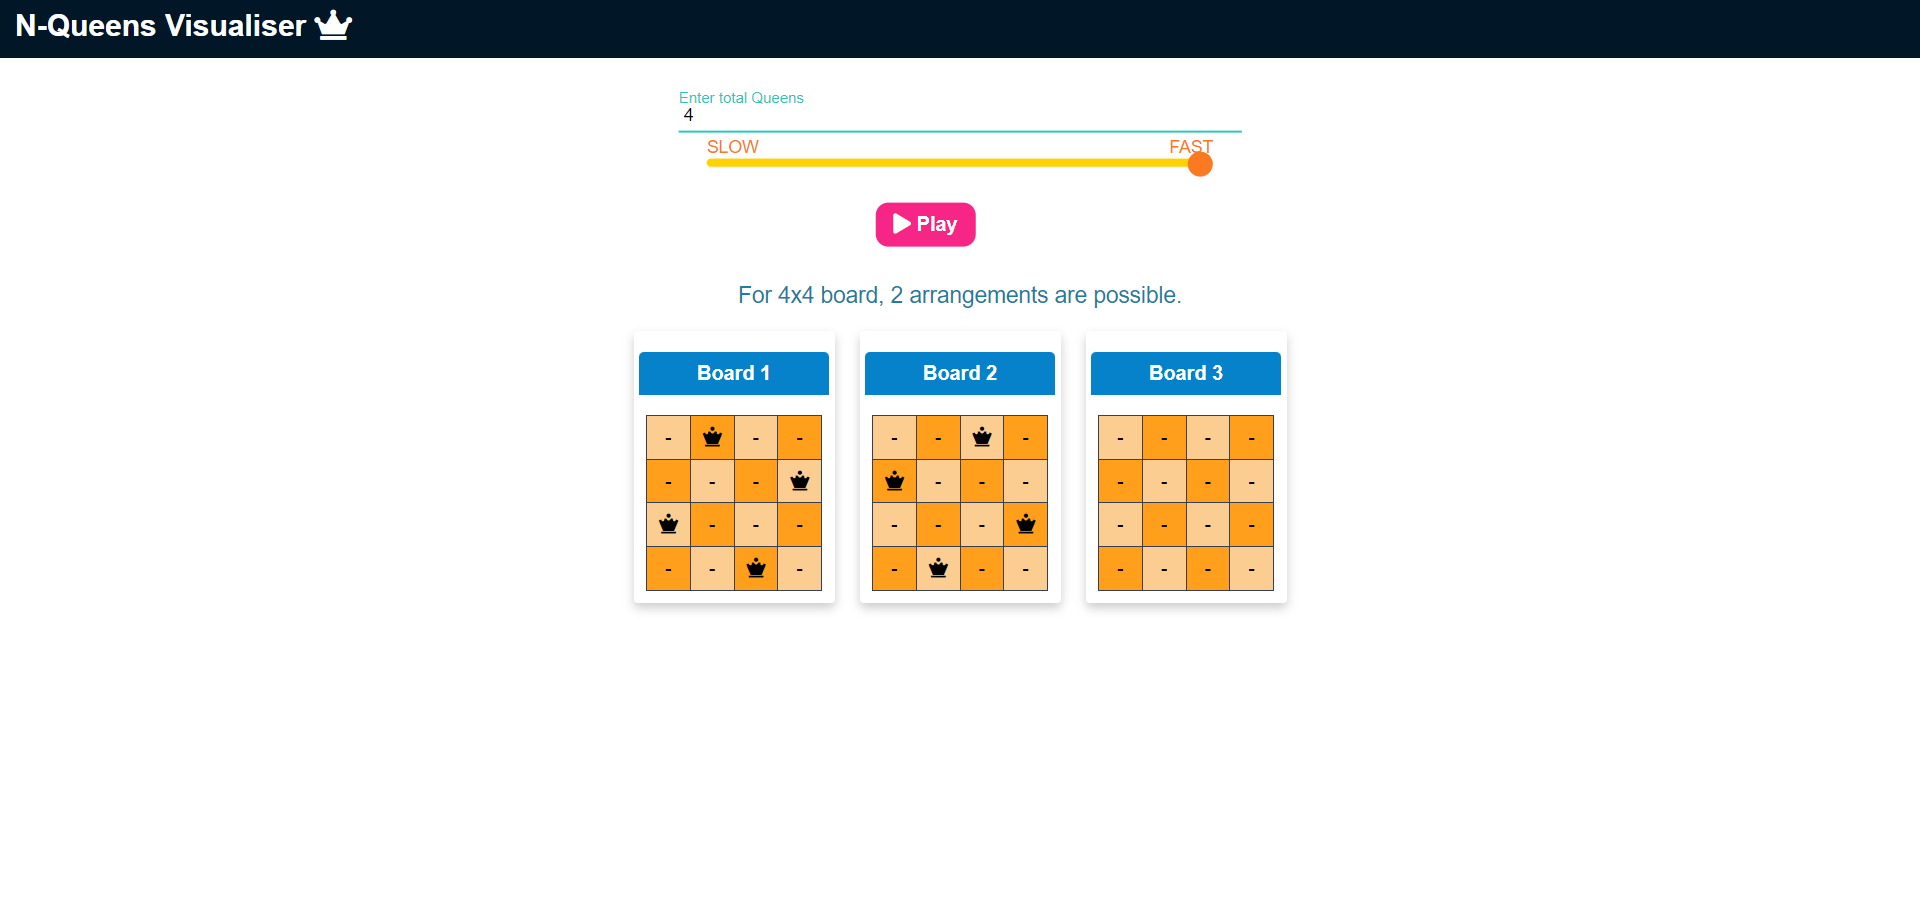 N-Queens Visualiser
Enter total Queens
4
SLOW FAST
Play
For 4x4 board, 2 arrangements are possible.
Board 1 Board 2 Board 3
- - - - - - - - - -
- - - - - - - - - -
- - - - - - - - - -
- - - - - - - - - -